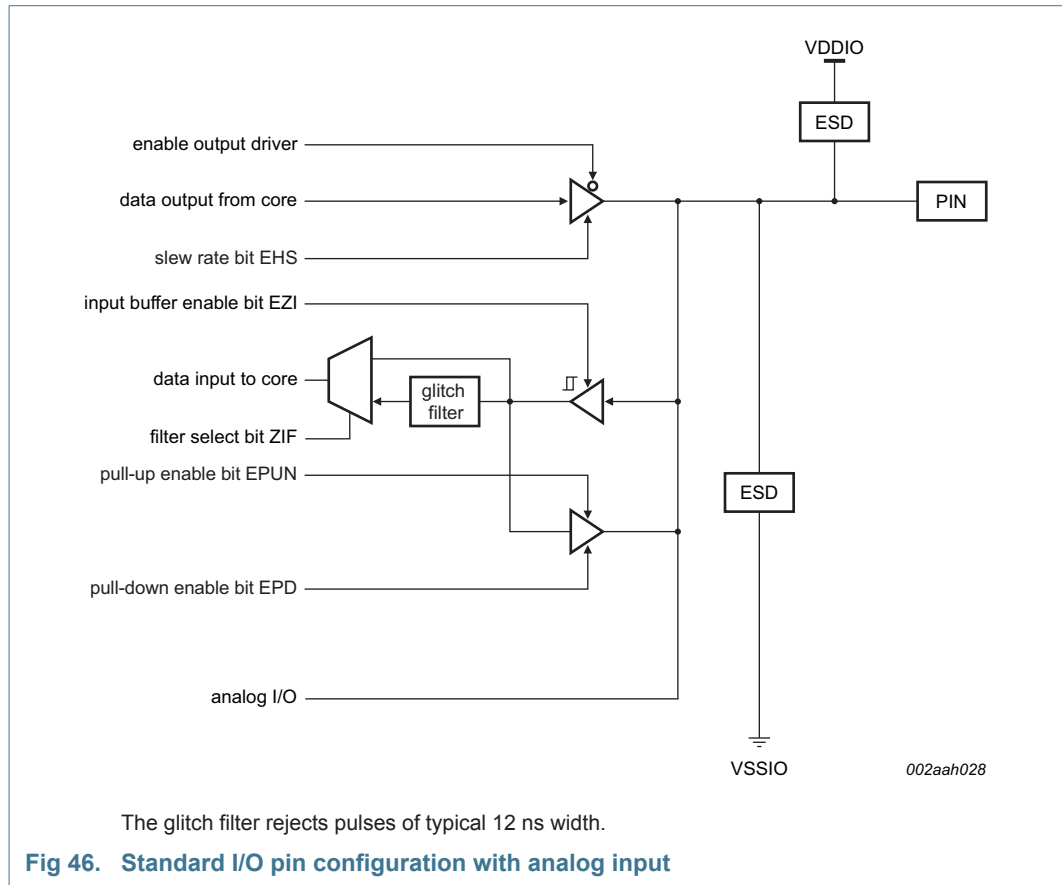 VDDIO
ESD
enable output driver
data output from core
PIN
slew rate bit EHS
input buffer enable bit EZI
data input to core
glitch
filter
filter select bit ZIF
pull-up enable bit EPUN
ESD
pull-down enable bit EPD
analog I/O
VSSIO
002aah028
The glitch filter rejects pulses of typical 12 ns width.
Fig 46. Standard I/O pin configuration with analog input